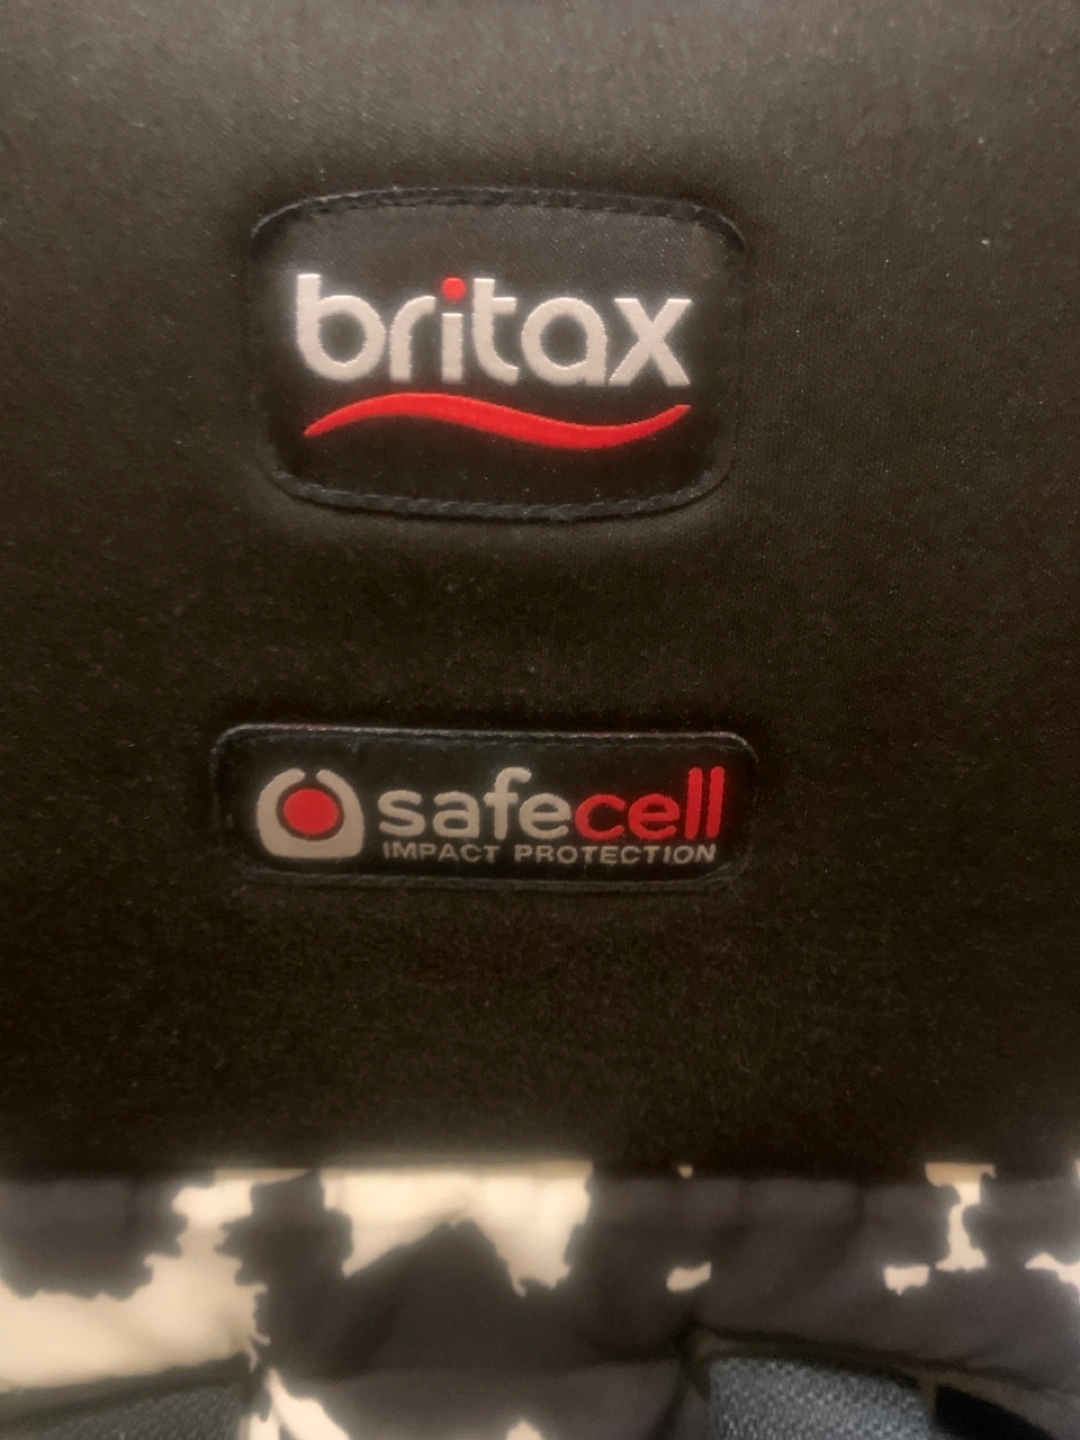 britax
safecell
IMPACT PROTECTION